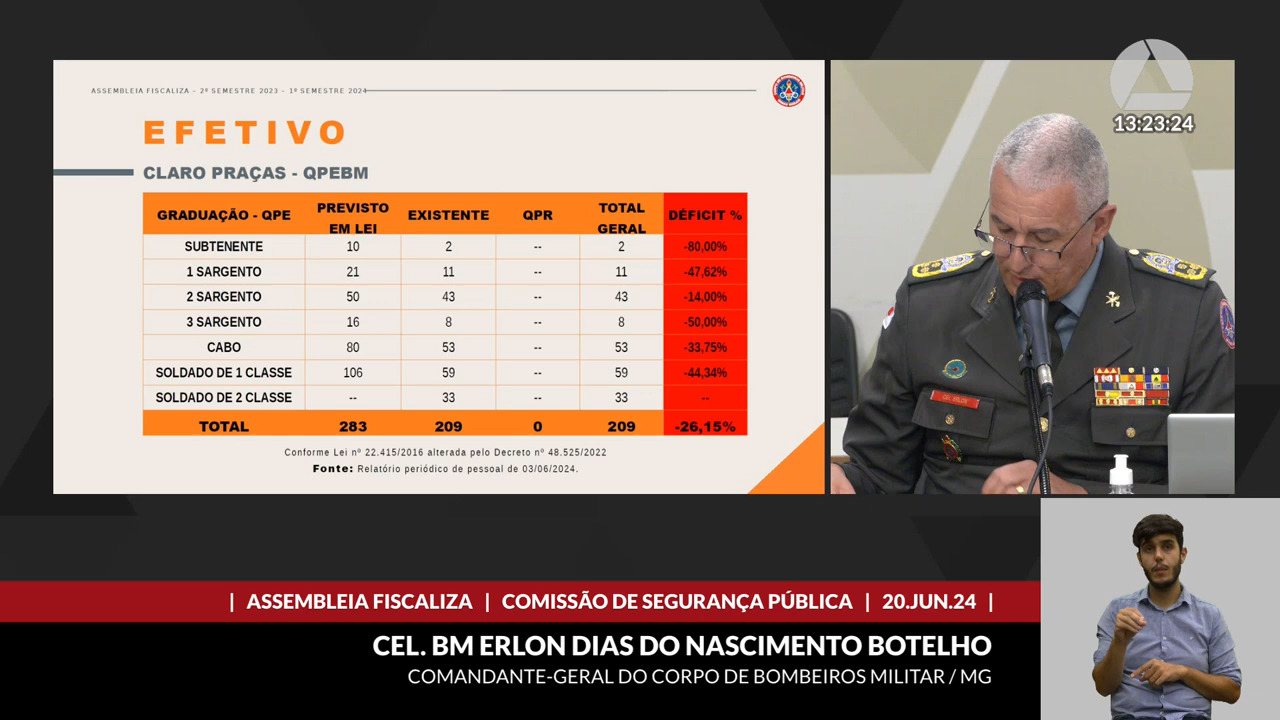 ASSEMBLEIA FISCALIZA - 2º SEMESTRE 2023 - 1º SEMESTRE 2024
EFETIVO
CLARO PRAÇAS - QPEBM
GRADUAÇÃO - QPE PREVISTO EM LEI EXISTENTE QPR TOTAL GERAL DÉFICIT %
SUBTENENTE 10 2 -- 2 -80,00%
1 SARGENTO 21 11 -- 11 -47,62%
2 SARGENTO 50 43 -- 43 -14,00%
3 SARGENTO 16 8 -- 8 -50,00%
CABO 80 53 -- 53 -33,75%
SOLDADO DE 1 CLASSE 106 59 -- 59 -44,34%
SOLDADO DE 2 CLASSE -- 33 -- 33 --
TOTAL 283 209 0 209 -26,15%
Conforme Lei nº 22.415/2016 alterada pelo Decreto nº 48.525/2022
Fonte: Relatório periódico de pessoal de 03/06/2024.
13:23:24
| ASSEMBLEIA FISCALIZA | COMISSÃO DE SEGURANÇA PÚBLICA | 20.JUN.24 |
CEL. BM ERLON DIAS DO NASCIMENTO BOTELHO
COMANDANTE-GERAL DO CORPO DE BOMBEIROS MILITAR / MG